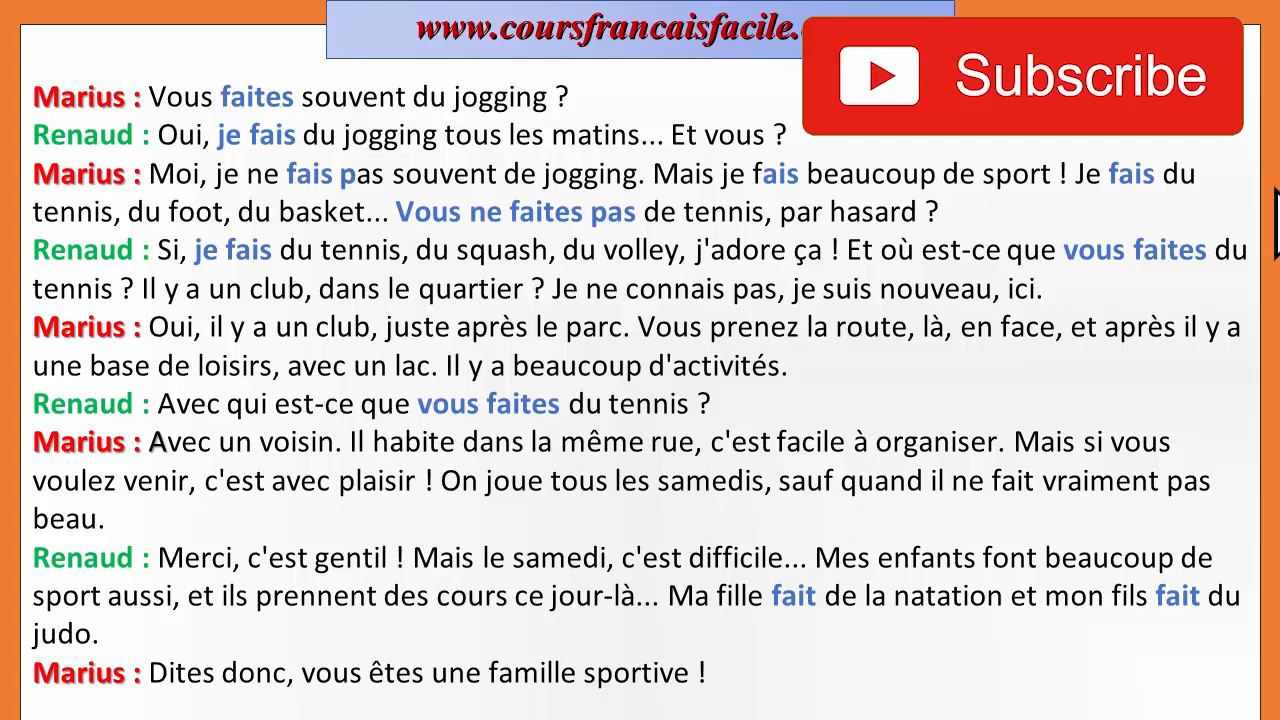 www.coursfrancaisfacile.
Subscribe
Marius : Vous faites souvent du jogging ?
Renaud : Oui, je fais du jogging tous les matins... Et vous ?
Marius : Moi, je ne fais pas souvent de jogging. Mais je fais beaucoup de sport ! Je fais du
tennis, du foot, du basket... Vous ne faites pas de tennis, par hasard ?
Renaud : Si, je fais du tennis, du squash, du volley, j'adore ça ! Et où est-ce que vous faites du
tennis ? Il y a un club, dans le quartier ? Je ne connais pas, je suis nouveau, ici.
Marius : Oui, il y a un club, juste après le parc. Vous prenez la route, là, en face, et après il y a
une base de loisirs, avec un lac. Il y a beaucoup d'activités.
Renaud : Avec qui est-ce que vous faites du tennis ?
Marius : Avec un voisin. Il habite dans la même rue, c'est facile à organiser. Mais si vous
voulez venir, c'est avec plaisir ! On joue tous les samedis, sauf quand il ne fait vraiment pas
beau.
Renaud : Merci, c'est gentil ! Mais le samedi, c'est difficile... Mes enfants font beaucoup de
sport aussi, et ils prennent des cours ce jour-là... Ma fille fait de la natation et mon fils fait du
judo.
Marius : Dites donc, vous êtes une famille sportive !